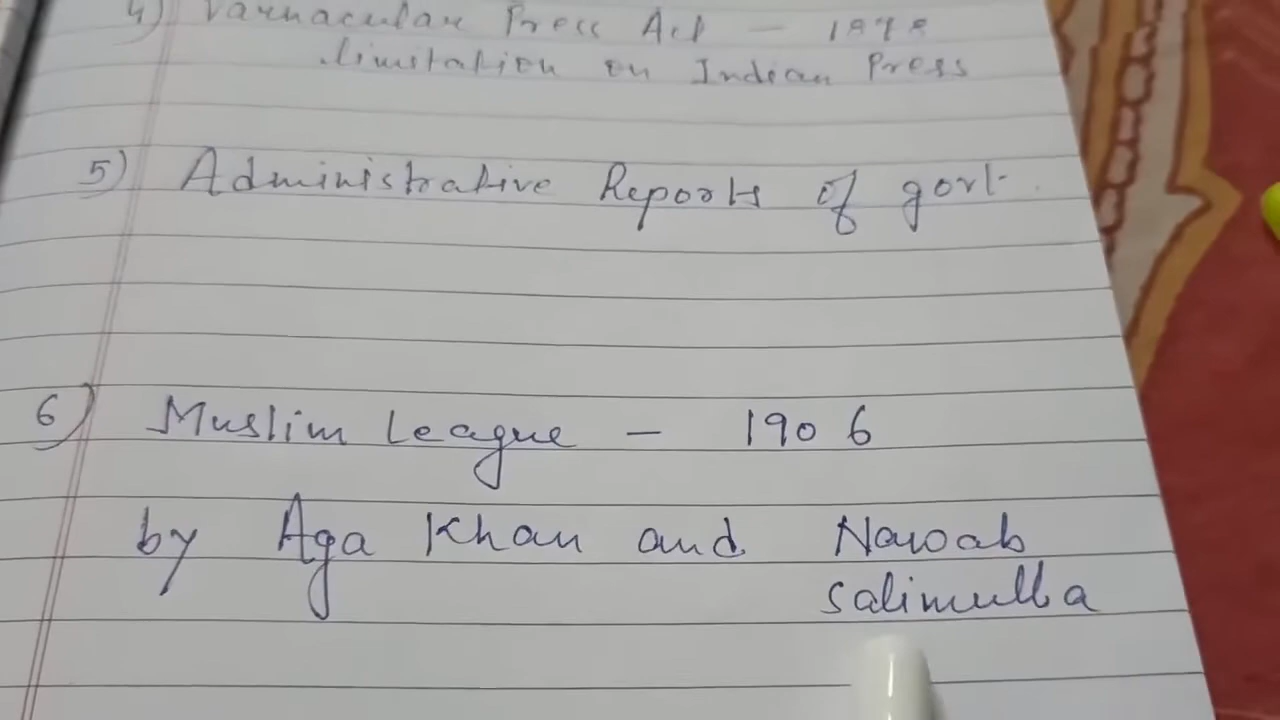 4) Varnacular Press Act - 1878
limitation on Indian Press
5) Administrative Reports of govt.
6) Muslim League - 1906
by Aga Khan and Nawab
Salimulla